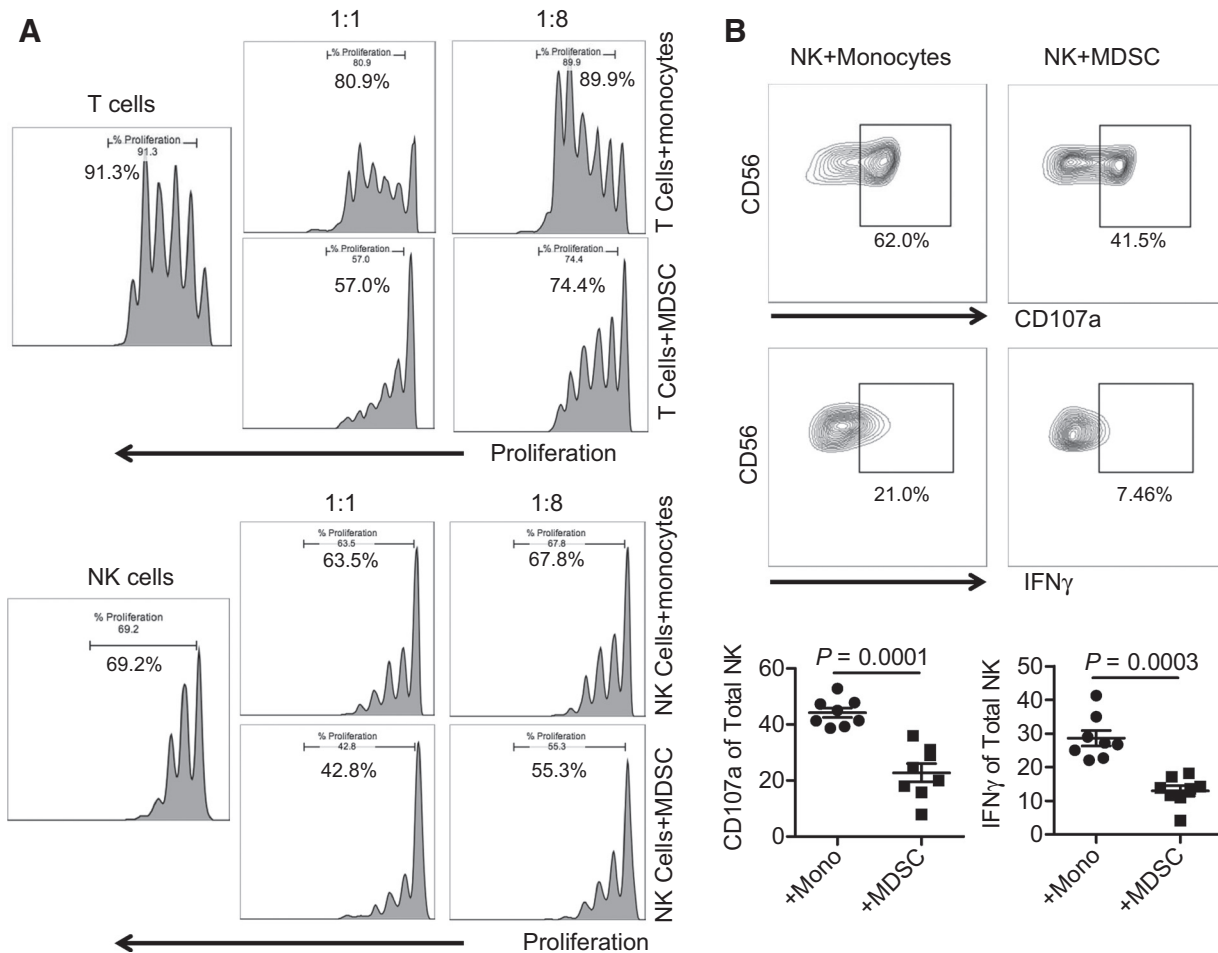 A
1:1
1:8
T cells
% Proliferation
91.3
91.3%
% Proliferation
80.9
80.9%
% Proliferation
89.9
89.9%
T Cells+monocytes
% Proliferation
57.0
57.0%
% Proliferation
74.4
74.4%
T Cells+MDSC
Proliferation
1:1
1:8
NK cells
% Proliferation
69.2
69.2%
% Proliferation
63.5
63.5%
% Proliferation
67.8
67.8%
NK Cells+monocytes
% Proliferation
42.8
42.8%
% Proliferation
55.3
55.3%
NK Cells+MDSC
Proliferation
B
NK+Monocytes
NK+MDSC
CD56
62.0%
41.5%
CD107a
CD56
21.0%
7.46%
IFNγ
CD107a of Total NK
60
40
20
0
P = 0.0001
+Mono
+MDSC
IFNγ of Total NK
50
40
30
20
10
0
P = 0.0003
+Mono
+MDSC